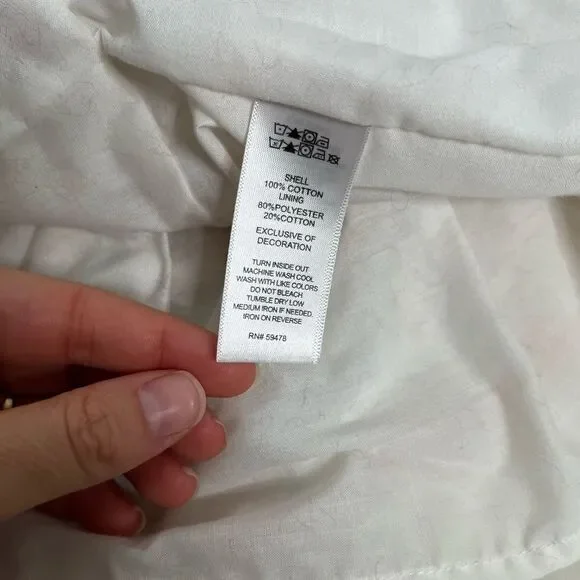 SHELL
100% COTTON
LINING
80%POLYESTER
20%COTTON
EXCLUSIVE OF
DECORATION
TURN INSIDE OUT
MACHINE WASH COOL
WASH WITH LIKE COLORS
DO NOT BLEACH
TUMBLE DRY LOW
MEDIUM IRON IF NEEDED.
IRON ON REVERSE
RN# 59478